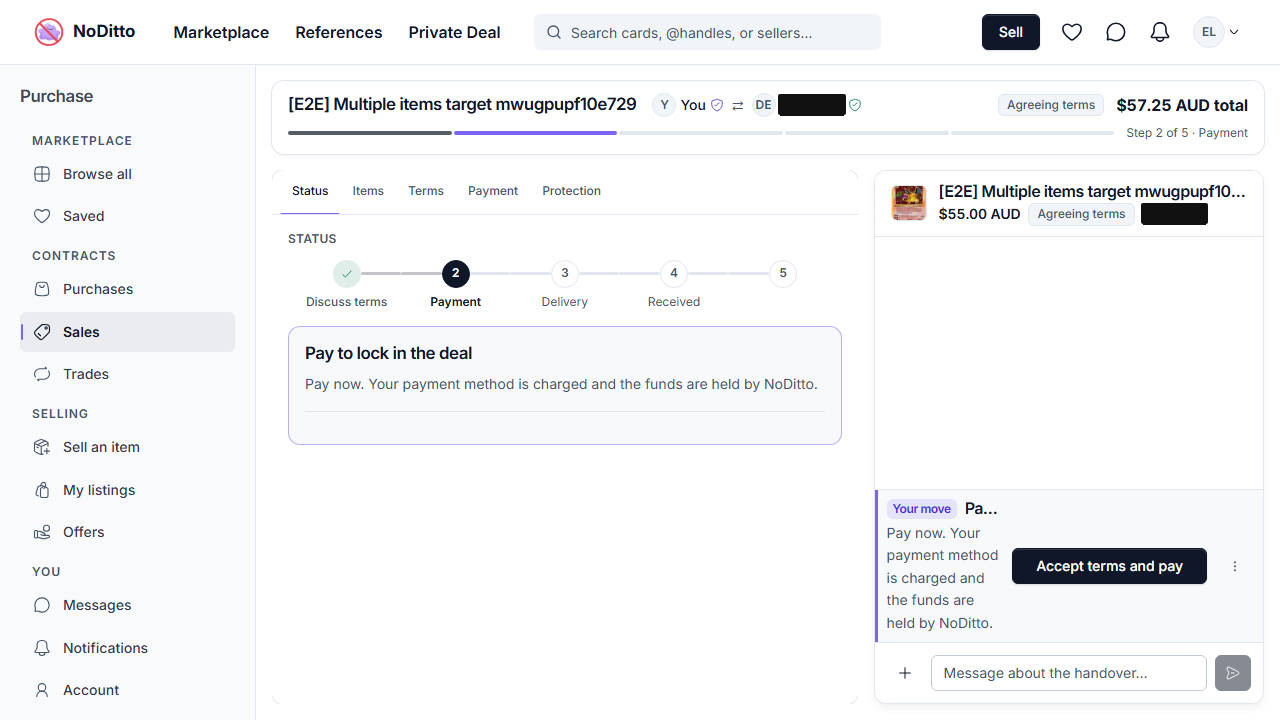 NoDitto
Marketplace
References
Private Deal
Search cards, @handles, or sellers...
Sell
EL
Purchase
MARKETPLACE
Browse all
Saved
CONTRACTS
Purchases
Sales
Trades
SELLING
Sell an item
My listings
Offers
YOU
Messages
Notifications
Account
[E2E] Multiple items target mwugpupf10e729
Y You
DE
Agreeing terms
$57.25 AUD total
Step 2 of 5 · Payment
Status
Items
Terms
Payment
Protection
STATUS
2
3
4
5
Discuss terms
Payment
Delivery
Received
Pay to lock in the deal
Pay now. Your payment method is charged and the funds are held by NoDitto.
[E2E] Multiple items target mwugpupf10...
$55.00 AUD
Agreeing terms
Your move
Pa...
Pay now. Your
payment method
is charged and
the funds are
held by NoDitto.
Accept terms and pay
Message about the handover...